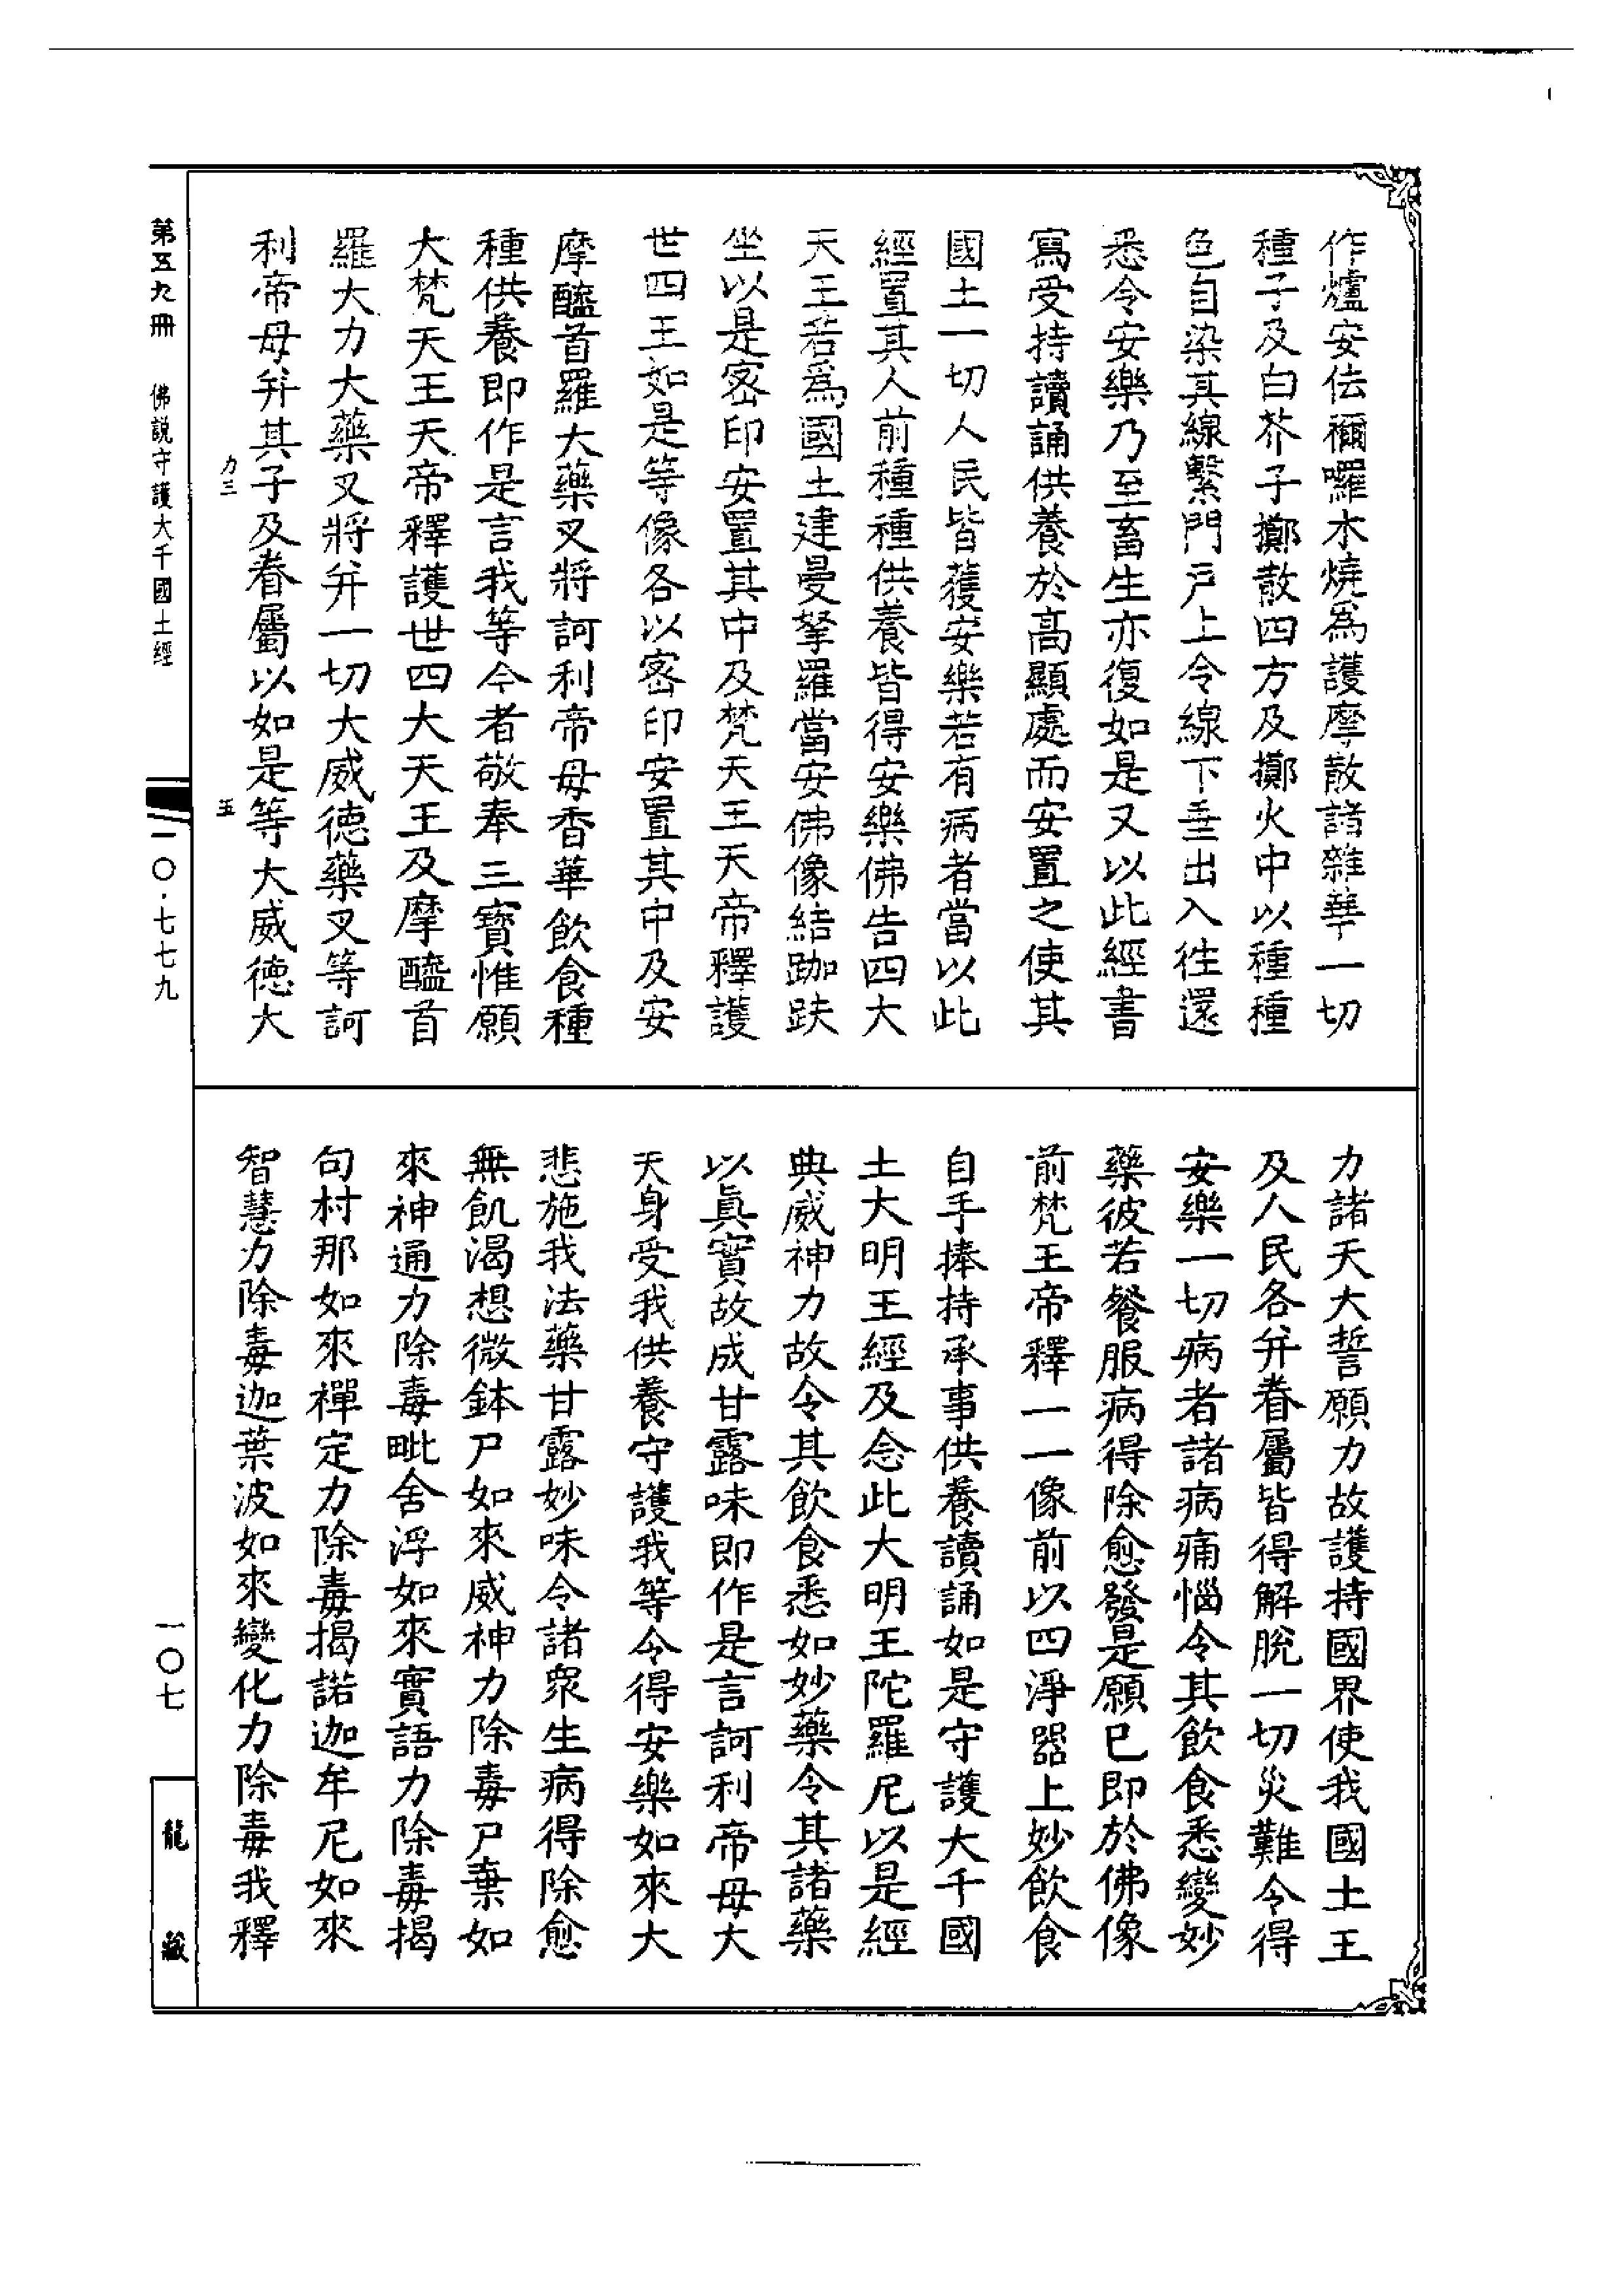 作爐安佉禰囉木燒爲護摩散諸雜華一切
種子及白芥子擲散四方及擲火中以種種
色自染其線繫門戸上令線下垂出入往還
悉令安樂乃至畜生亦復如是又以此經書
寫受持讀誦供養於高顯處而安置之使其
國土一切人民皆獲安樂若有病者當以此
經置其人前種種供養皆得安樂佛告四大
天王若爲國土建曼拏羅當安佛像結跏趺
坐以是密印安置其中及梵天王天帝釋護
世四王如是等像各以密印安置其中及安
摩醯首羅大藥叉將訶利帝母香華飲食種
種供養即作是言我等今者敬奉三寶惟願
大梵天王天帝釋護世四大天王及摩醯首
羅大力大藥叉將并一切大威德藥叉等訶
利帝母并其子及眷屬以如是等大威德大
力諸天大誓願力故護持國界使我國土王
及人民各并眷屬皆得解脫一切災難令得
安樂一切病者諸病痛惱令其飲食悉變妙
藥彼若餐服病得除愈發是願已即於佛像
前梵王帝釋一一像前以四淨器上妙飲食
自手捧持承事供養讀誦如是守護大千國
土大明王經及念此大明王陀羅尼以是經
典威神力故令其飲食悉如妙藥令其諸藥
以眞實故成甘露味即作是言訶利帝母大
天身受我供養守護我等令得安樂如來大
悲施我法藥甘露妙味令諸眾生病得除愈
無飢渴想微鉢尸如來威神力除毒尸棄如
來神通力除毒毗舍浮如來實語力除毒揭
句村那如來禪定力除毒揭諾迦牟尼如來
智慧力除毒迦葉波如來變化力除毒我釋
力三
五
第五九冊 佛説守護大千國土經
一〇·七七九
一〇七
龍藏